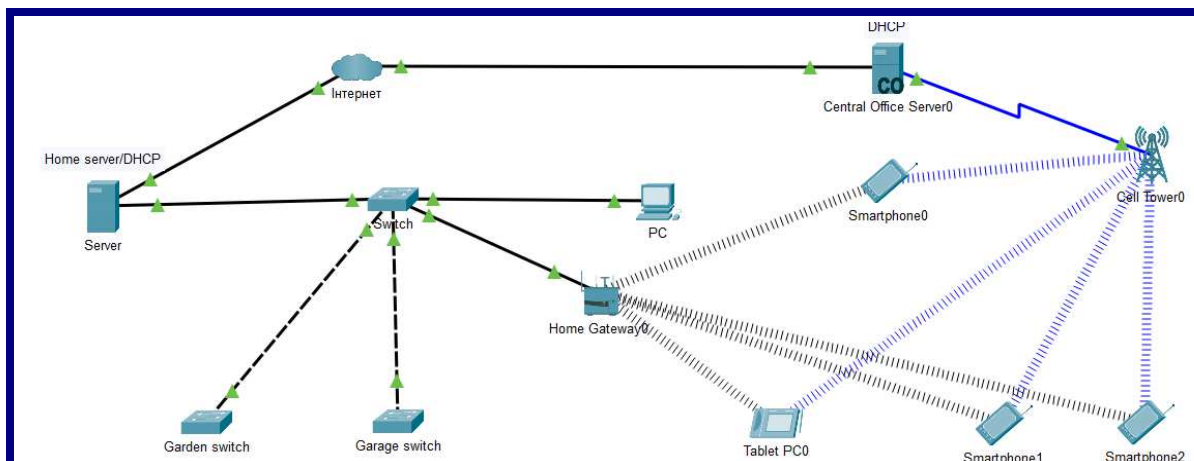 DHCP
Інтернет
Central Office Server0
Home server/DHCP
Cell Tower0
Smartphone0
Switch
PC
Server
Home Gateway0
Garden switch
Garage switch
Tablet PC0
Smartphone1
Smartphone2
CO